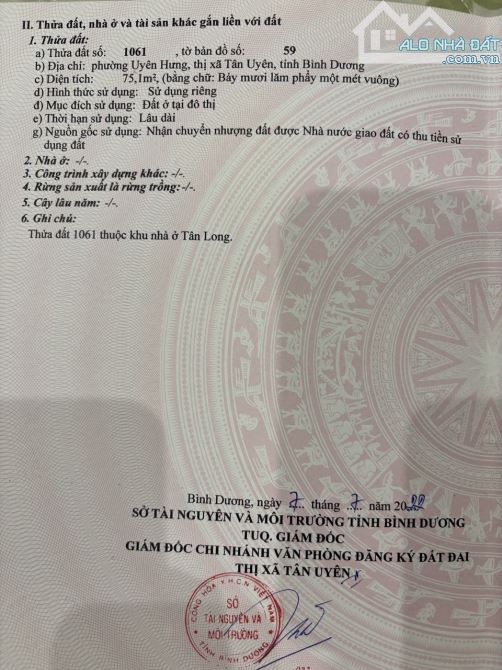 ALO NHÀ ĐẤT
II. Thửa đất, nhà ở và tài sản khác gắn liền với đất
1. Thửa đất:
a) Thửa đất số: 1061 , tờ bản đồ số: 59
b) Địa chỉ: phường Uyên Hưng, thị xã Tân Uyên, tỉnh Bình Dương
c) Diện tích: 75,1m², (bằng chữ: Bảy mươi lăm phẩy một mét vuông)
d) Hình thức sử dụng: Sử dụng riêng
đ) Mục đích sử dụng: Đất ở tại đô thị
e) Thời hạn sử dụng: Lâu dài
g) Nguồn gốc sử dụng: Nhận chuyển nhượng đất được Nhà nước giao đất có thu tiền sử
dụng đất
2. Nhà ở: -/-.
3. Công trình xây dựng khác: -/-.
4. Rừng sản xuất là rừng trồng: -/-.
5. Cây lâu năm: -/-.
6. Ghi chú:
Thửa đất 1061 thuộc khu nhà ở Tân Long.
Bình Dương, ngày 7 tháng 7 năm 2022
SỞ TÀI NGUYÊN VÀ MÔI TRƯỜNG TỈNH BÌNH DƯƠNG
TUQ. GIÁM ĐỐC
GIÁM ĐỐC CHI NHÁNH VĂN PHÒNG ĐĂNG KÝ ĐẤT ĐAI
THỊ XÃ TÂN UYÊN
CỘNG HÒA X.H.C.N VIỆT NAM
SỞ
TÀI NGUYÊN VÀ
MÔI TRƯỜNG
TỈNH BÌNH DƯƠNG